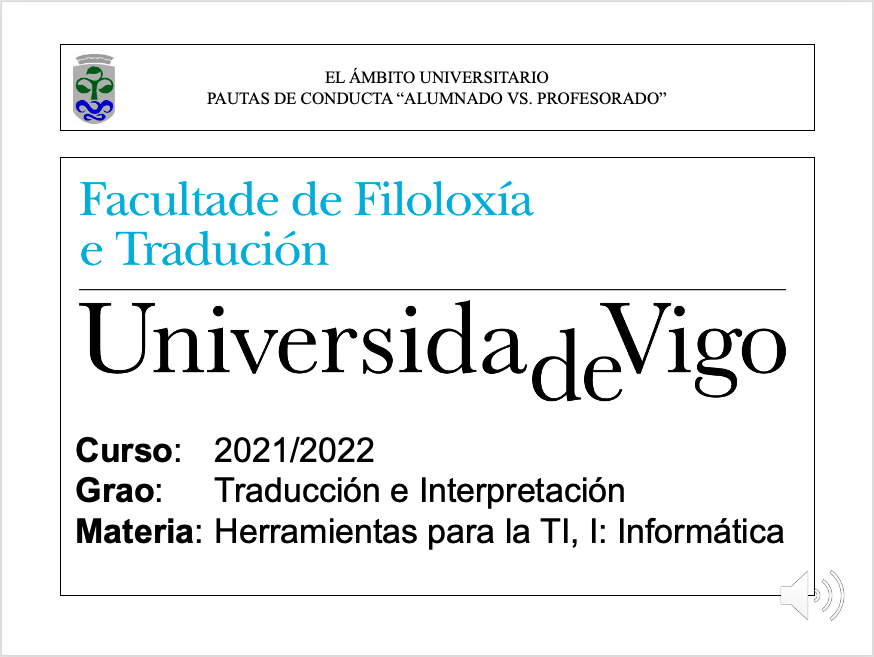 EL ÁMBITO UNIVERSITARIO
PAUTAS DE CONDUCTA “ALUMNADO VS. PROFESORADO”
Facultade de Filoloxía
e Tradución
UniversidadeVigo
Curso: 2021/2022
Grao: Traducción e Interpretación
Materia: Herramientas para la TI, I: Informática